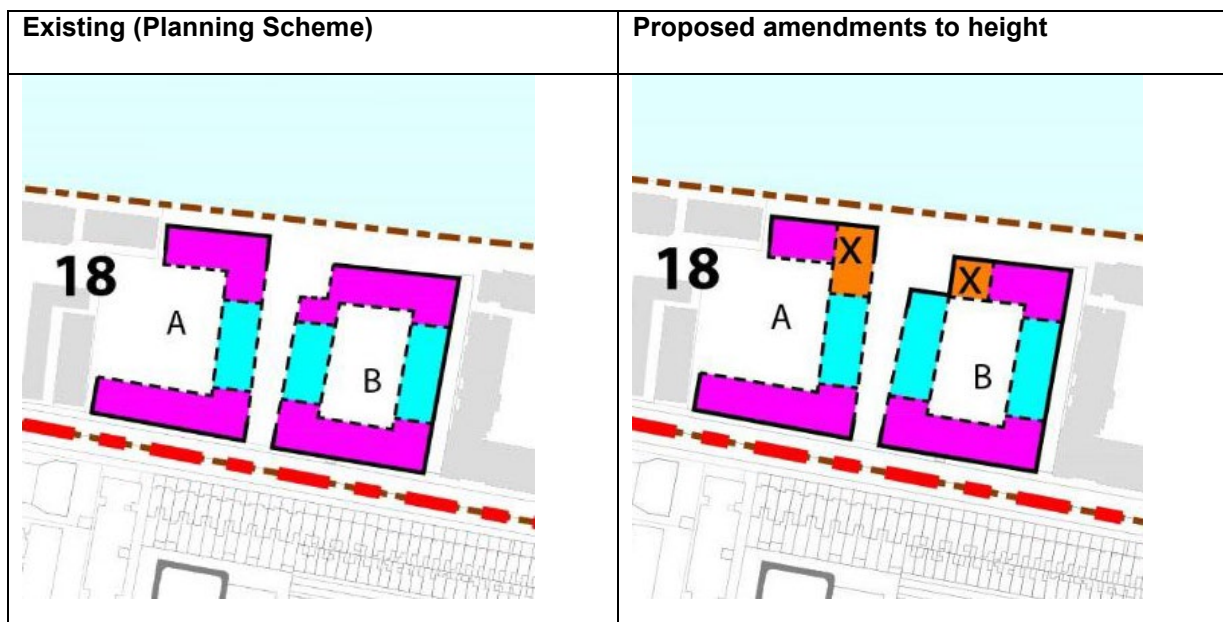 Existing (Planning Scheme)
Proposed amendments to height
18
A
B
X
X
18
A
B